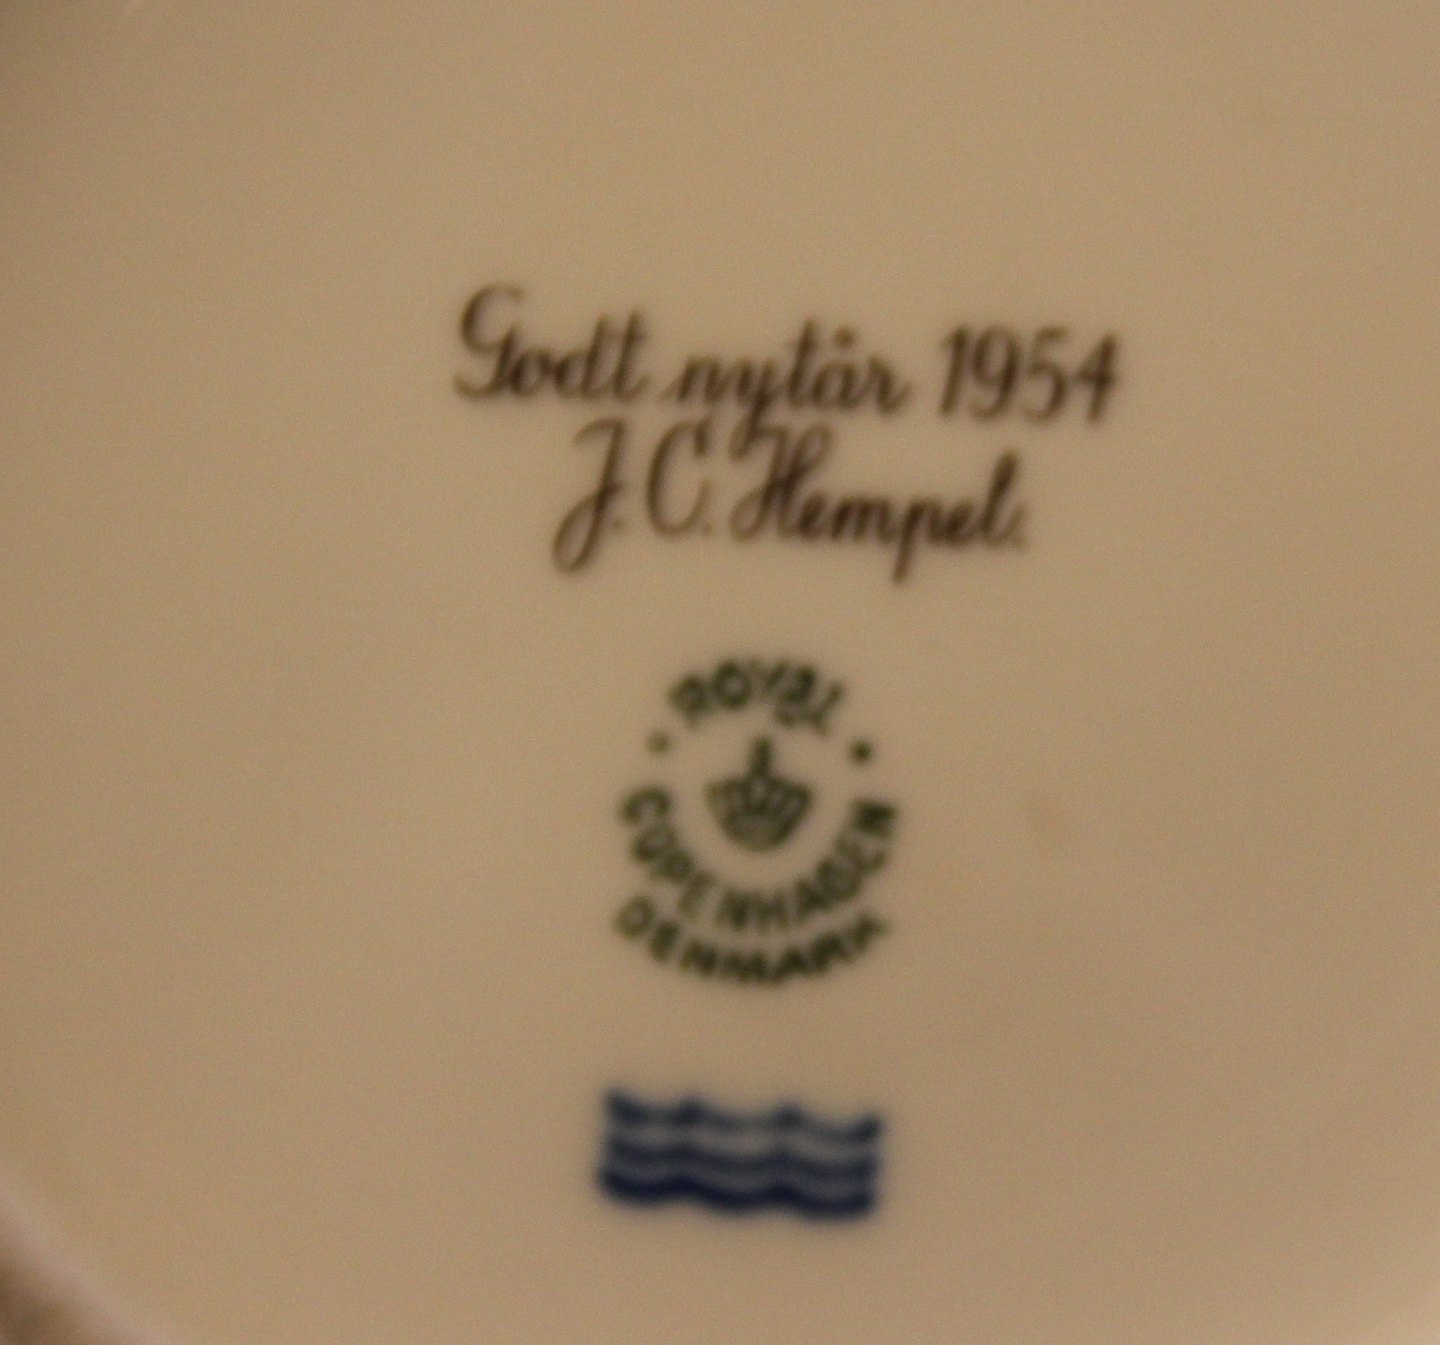 Godt nytår 1954
J. C. Hempel.
ROYAL
COPENHAGEN
DENMARK